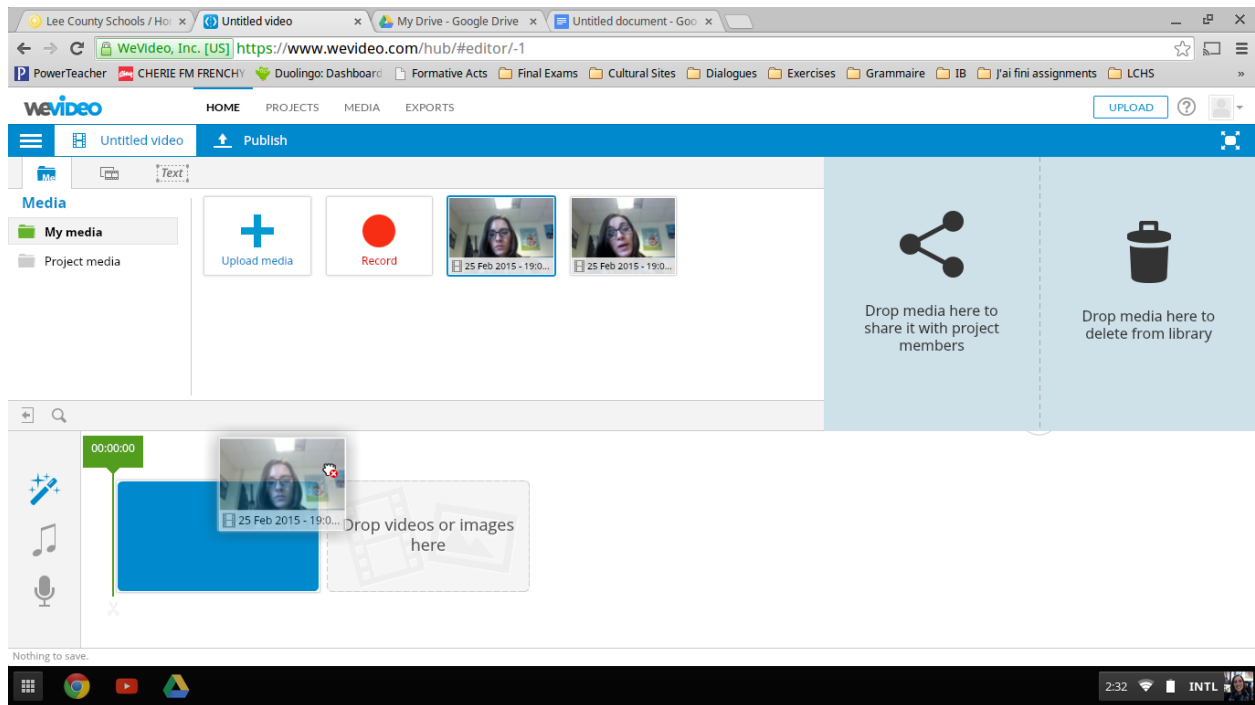 Lee County Schools / Hor
Untitled video
My Drive - Google Drive
Untitled document - Goo
WeVideo, Inc. [US] https://www.wevideo.com/hub/#editor/-1
PowerTeacher CHERIE FM FRENCHY Duolingo: Dashboard Formative Acts Final Exams Cultural Sites Dialogues Exercises Grammaire IB J'ai fini assignments LCHS »
WEVIDEO HOME PROJECTS MEDIA EXPORTS UPLOAD ?
Untitled video Publish
Me Text
Media
My media
Project media
Upload media
Record
25 Feb 2015 - 19:0...
25 Feb 2015 - 19:0...
Drop media here to
share it with project
members
Drop media here to
delete from library
00:00:00
25 Feb 2015 - 19:0...
Drop videos or images
here
Nothing to save.
2:32 INTL